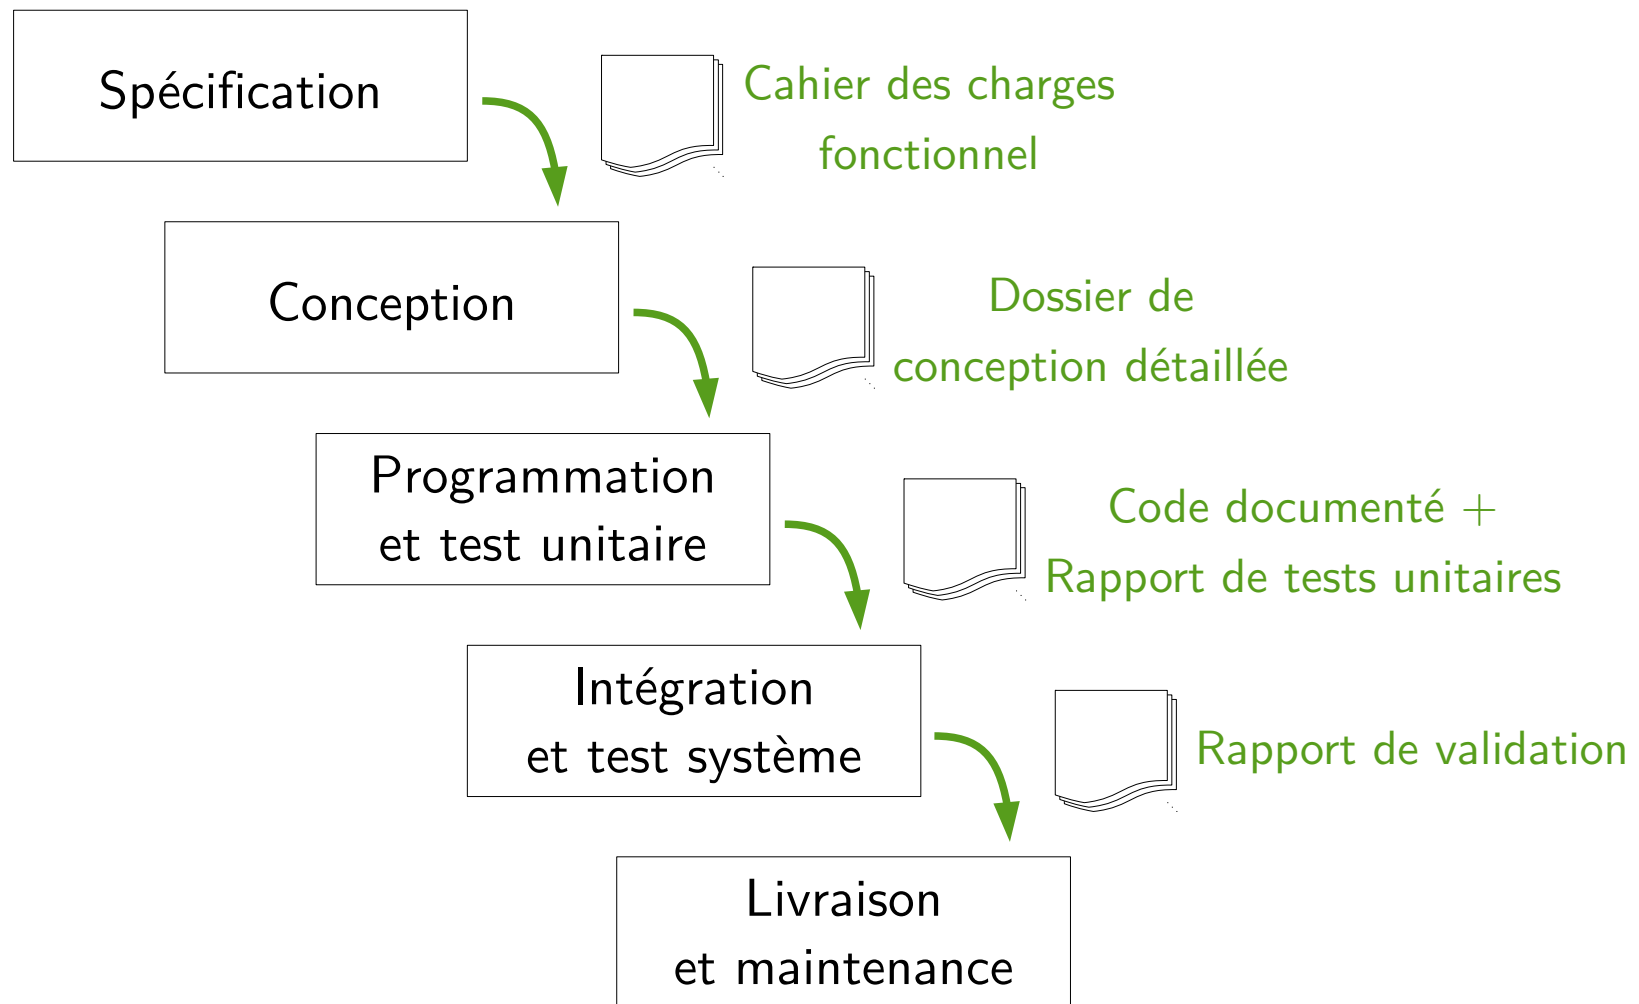 Spécification
Cahier des charges
fonctionnel
Conception
Dossier de
conception détaillée
Programmation
et test unitaire
Code documenté +
Rapport de tests unitaires
Intégration
et test système
Rapport de validation
Livraison
et maintenance